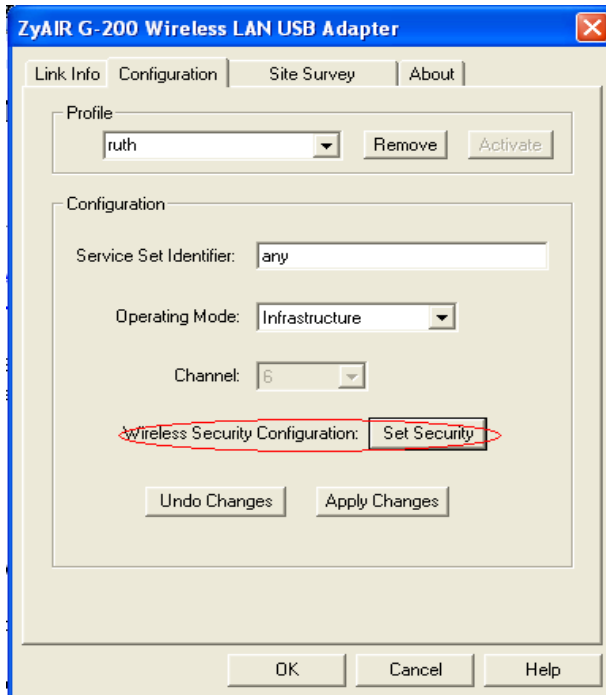 ZyAIR G-200 Wireless LAN USB Adapter
Link Info Configuration Site Survey About
Profile
ruth Remove Activate
Configuration
Service Set Identifier: any
Operating Mode: Infrastructure
Channel: 6
Wireless Security Configuration: Set Security
Undo Changes Apply Changes
OK Cancel Help